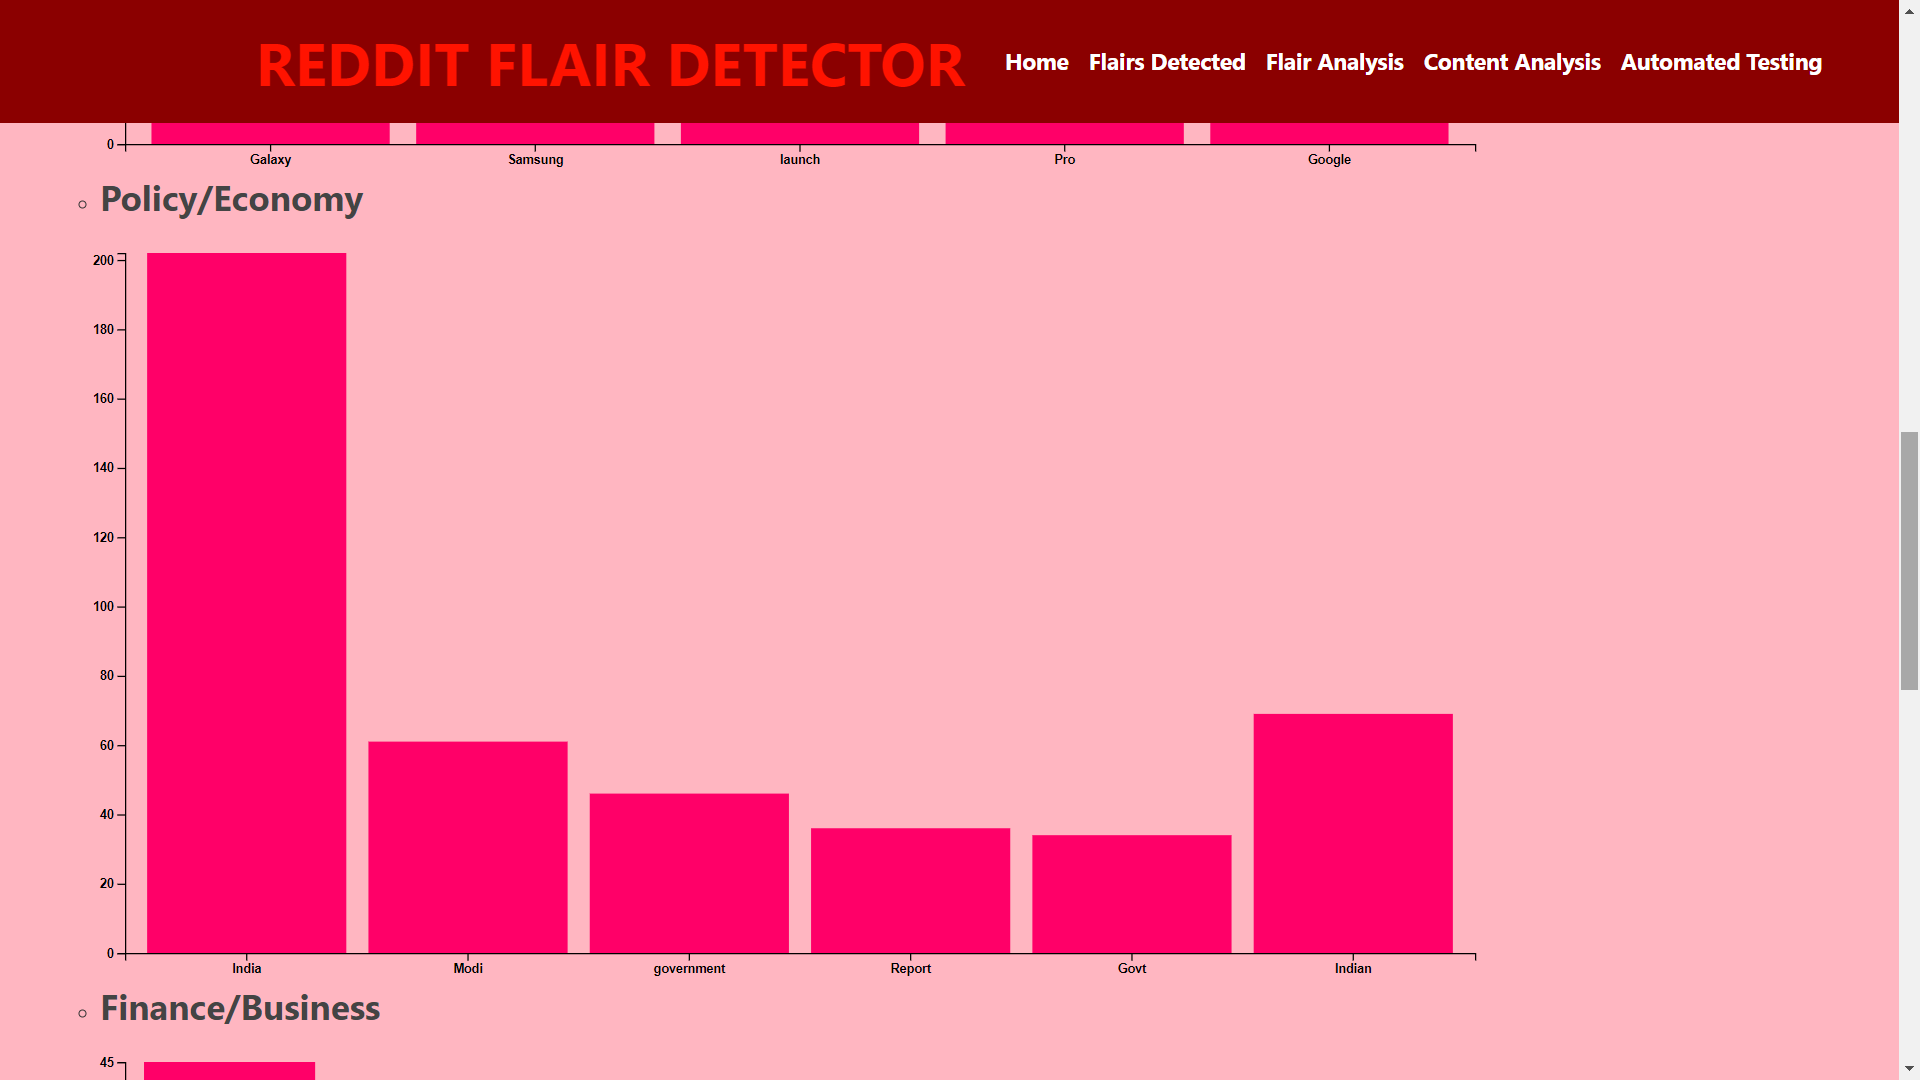 REDDIT FLAIR DETECTOR
Home Flairs Detected Flair Analysis Content Analysis Automated Testing
0
Galaxy Samsung launch Pro Google
Policy/Economy
200
180
160
140
120
100
80
60
40
20
0
India Modi government Report Govt Indian
Finance/Business
45